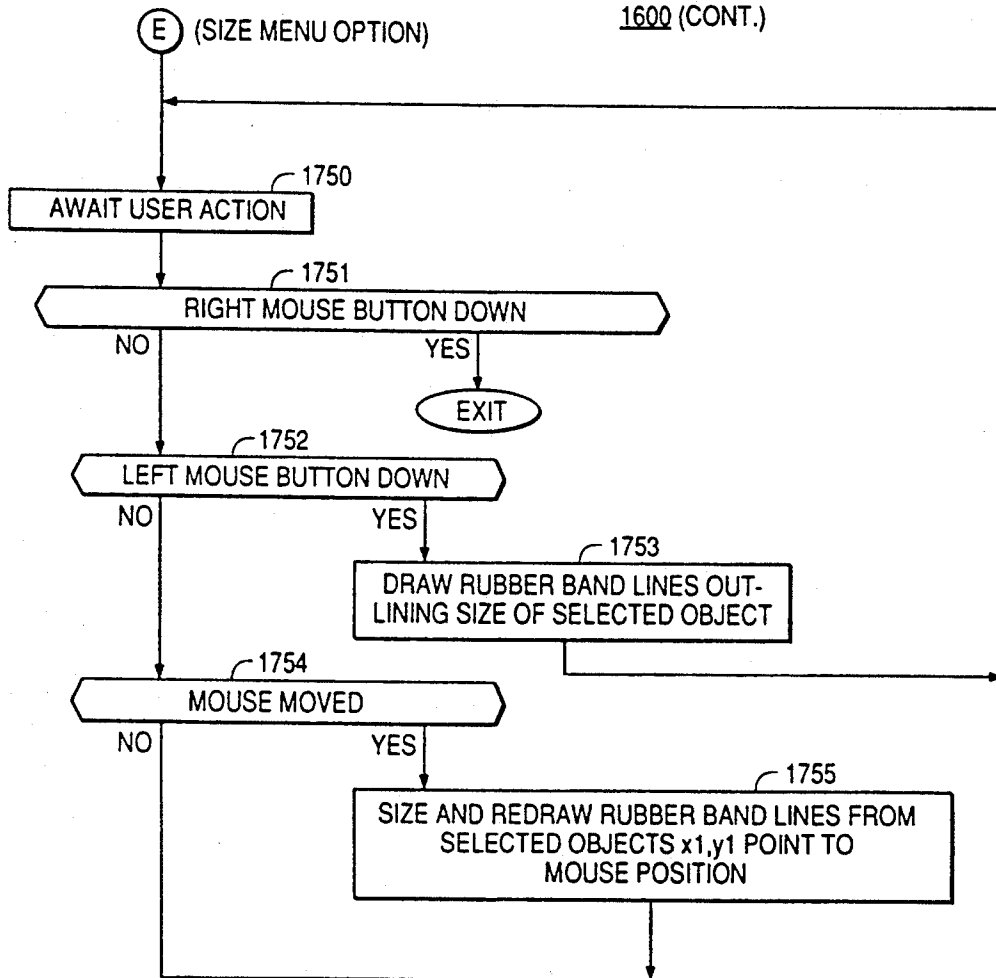 E (SIZE MENU OPTION)
1600 (CONT.)
1750
AWAIT USER ACTION
1751
RIGHT MOUSE BUTTON DOWN
NO
YES
EXIT
1752
LEFT MOUSE BUTTON DOWN
NO
YES
1753
DRAW RUBBER BAND LINES OUT-
LINING SIZE OF SELECTED OBJECT
1754
MOUSE MOVED
NO
YES
1755
SIZE AND REDRAW RUBBER BAND LINES FROM
SELECTED OBJECTS x1,y1 POINT TO
MOUSE POSITION